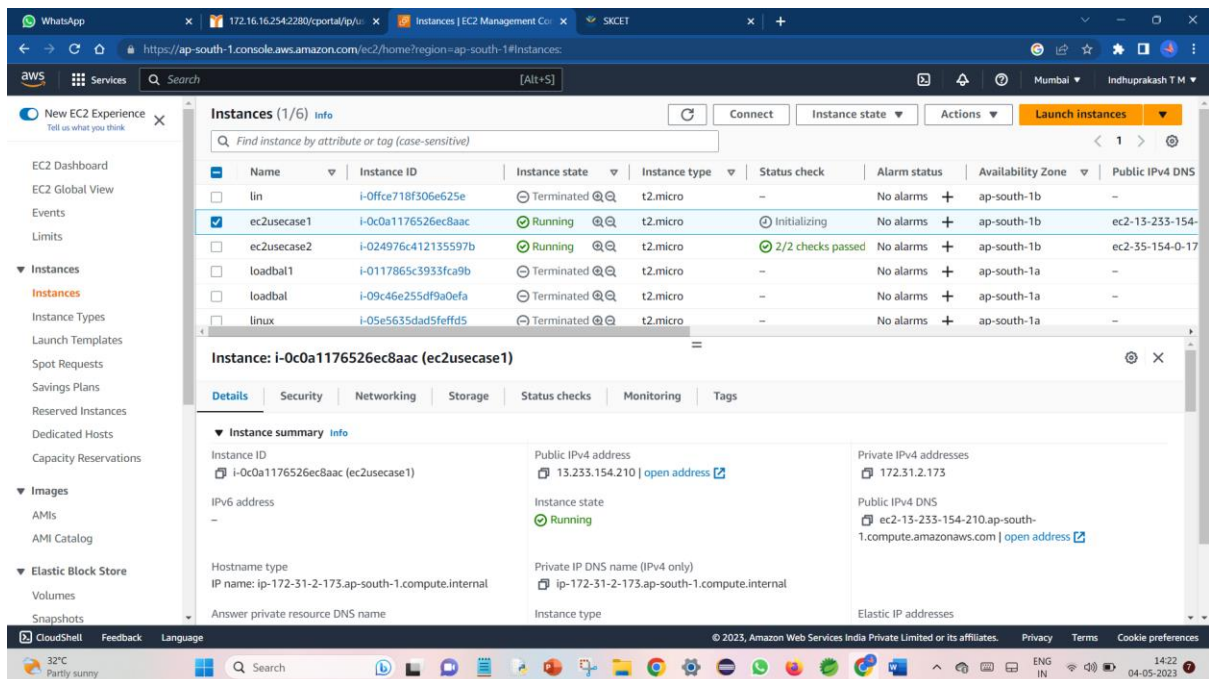 WhatsApp
172.16.16.254:2280/cportal/ip/u
Instances | EC2 Management Co
SKCET
https://ap-south-1.console.aws.amazon.com/ec2/home?region=ap-south-1#Instances:
aws
Services
Search
[Alt+S]
Mumbai
Indhuprakash T M
New EC2 Experience
Tell us what you think
EC2 Dashboard
EC2 Global View
Events
Limits
Instances
Instances
Instance Types
Launch Templates
Spot Requests
Savings Plans
Reserved Instances
Dedicated Hosts
Capacity Reservations
Images
AMIs
AMI Catalog
Elastic Block Store
Volumes
Snapshots
Instances (1/6) Info
Connect
Instance state
Actions
Launch instances
Find instance by attribute or tag (case-sensitive)
1
Name Instance ID Instance state Instance type Status check Alarm status Availability Zone Public IPv4 DNS
lin i-0ffce718f306e625e Terminated t2.micro – No alarms + ap-south-1b –
ec2usecase1 i-0c0a1176526ec8aac Running t2.micro Initializing No alarms + ap-south-1b ec2-13-233-154-
ec2usecase2 i-024976c412135597b Running t2.micro 2/2 checks passed No alarms + ap-south-1b ec2-35-154-0-17
loadbal1 i-0117865c3933fca9b Terminated t2.micro – No alarms + ap-south-1a –
loadbal i-09c46e255df9a0efa Terminated t2.micro – No alarms + ap-south-1a –
linux i-05e5635dad5feffd5 Terminated t2.micro – No alarms + ap-south-1a –
Instance: i-0c0a1176526ec8aac (ec2usecase1)
Details Security Networking Storage Status checks Monitoring Tags
Instance summary Info
Instance ID
i-0c0a1176526ec8aac (ec2usecase1)
Public IPv4 address
13.233.154.210 | open address
Private IPv4 addresses
172.31.2.173
IPv6 address
–
Instance state
Running
Public IPv4 DNS
ec2-13-233-154-210.ap-south-
1.compute.amazonaws.com | open address
Hostname type
IP name: ip-172-31-2-173.ap-south-1.compute.internal
Private IP DNS name (IPv4 only)
ip-172-31-2-173.ap-south-1.compute.internal
Answer private resource DNS name
Instance type
Elastic IP addresses
CloudShell Feedback Language
© 2023, Amazon Web Services India Private Limited or its affiliates. Privacy Terms Cookie preferences
32°C
Partly sunny
Search
ENG
IN
14:22
04-05-2023
7